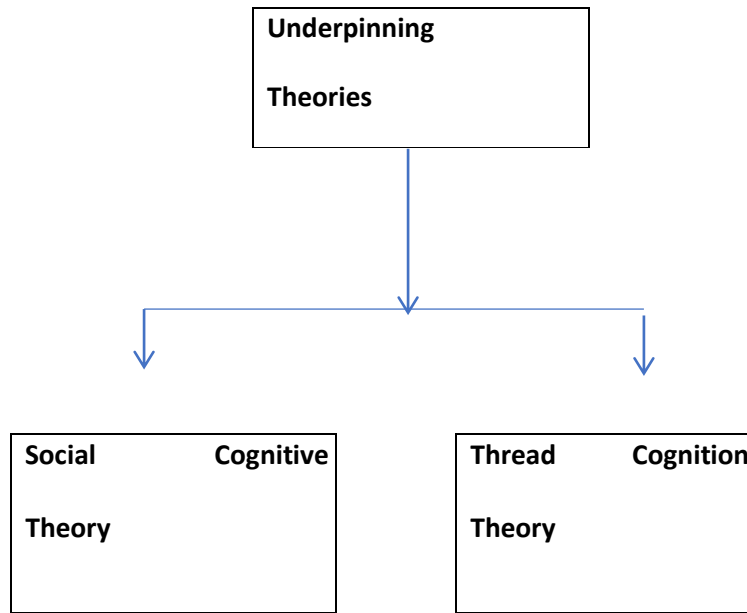 Underpinning
Theories
Social Cognitive
Theory
Thread Cognition
Theory